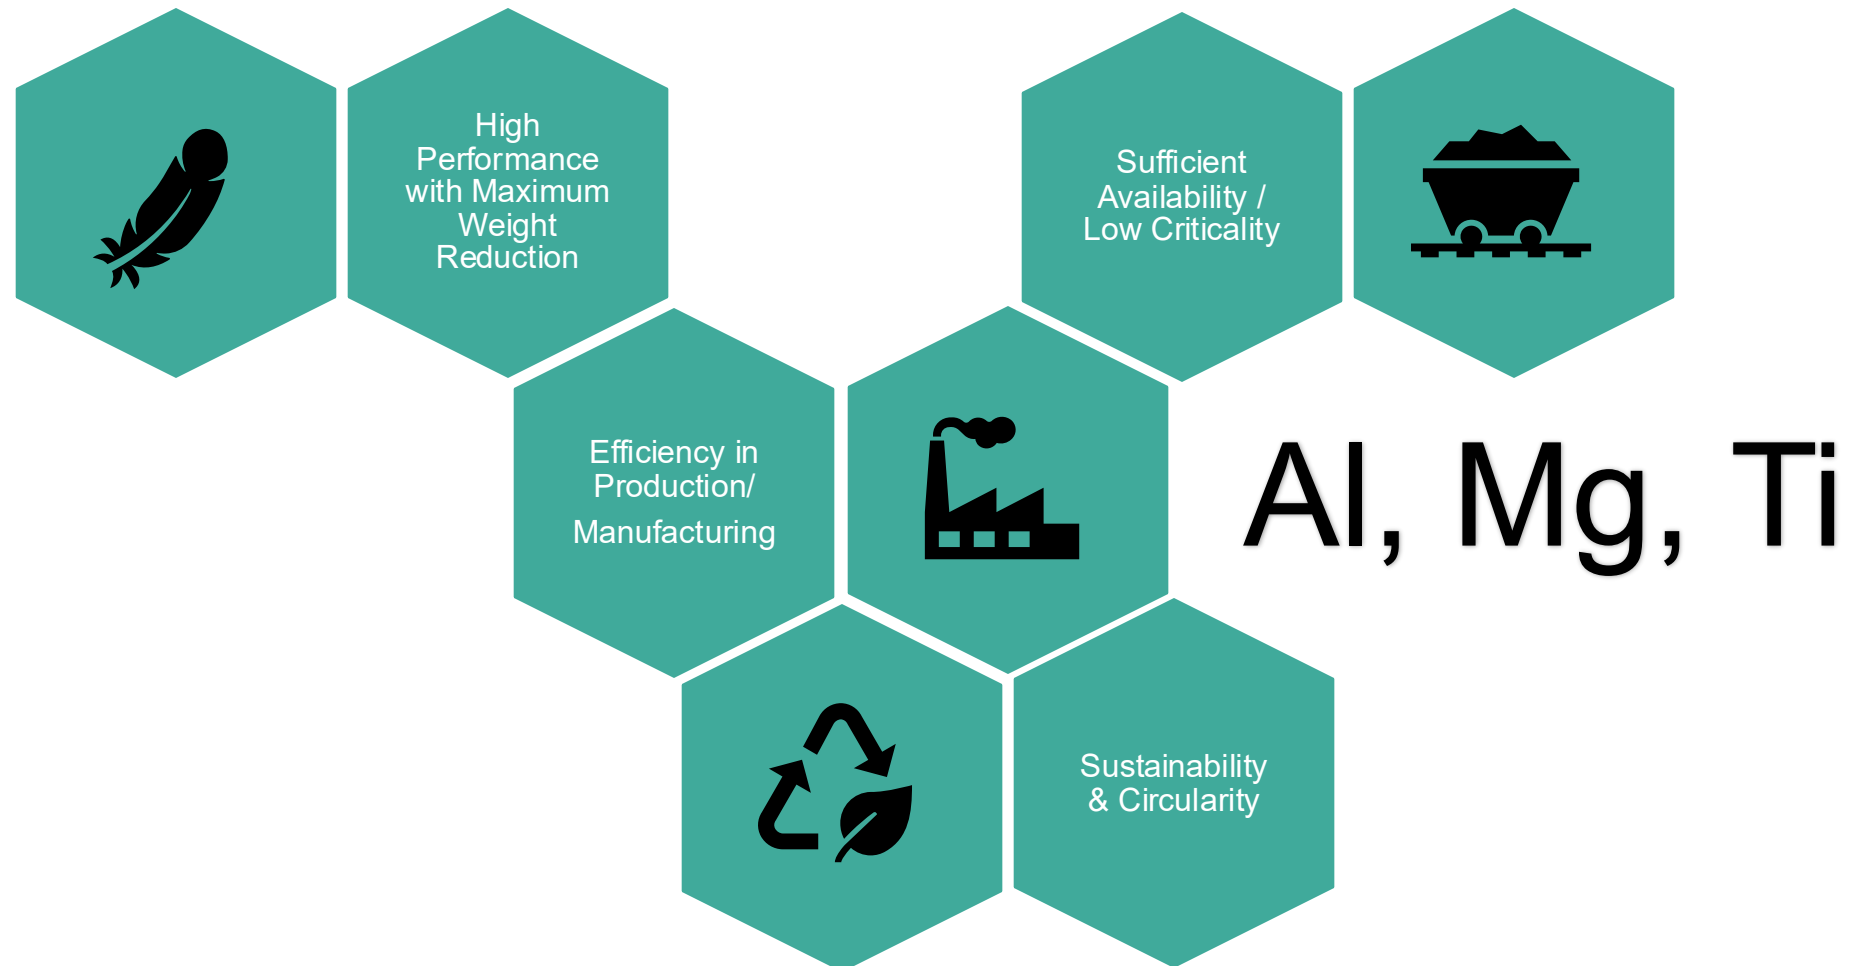 High
Performance
with Maximum
Weight
Reduction
Sufficient
Availability /
Low Criticality
Efficiency in
Production/
Manufacturing
Al, Mg, Ti
Sustainability
& Circularity